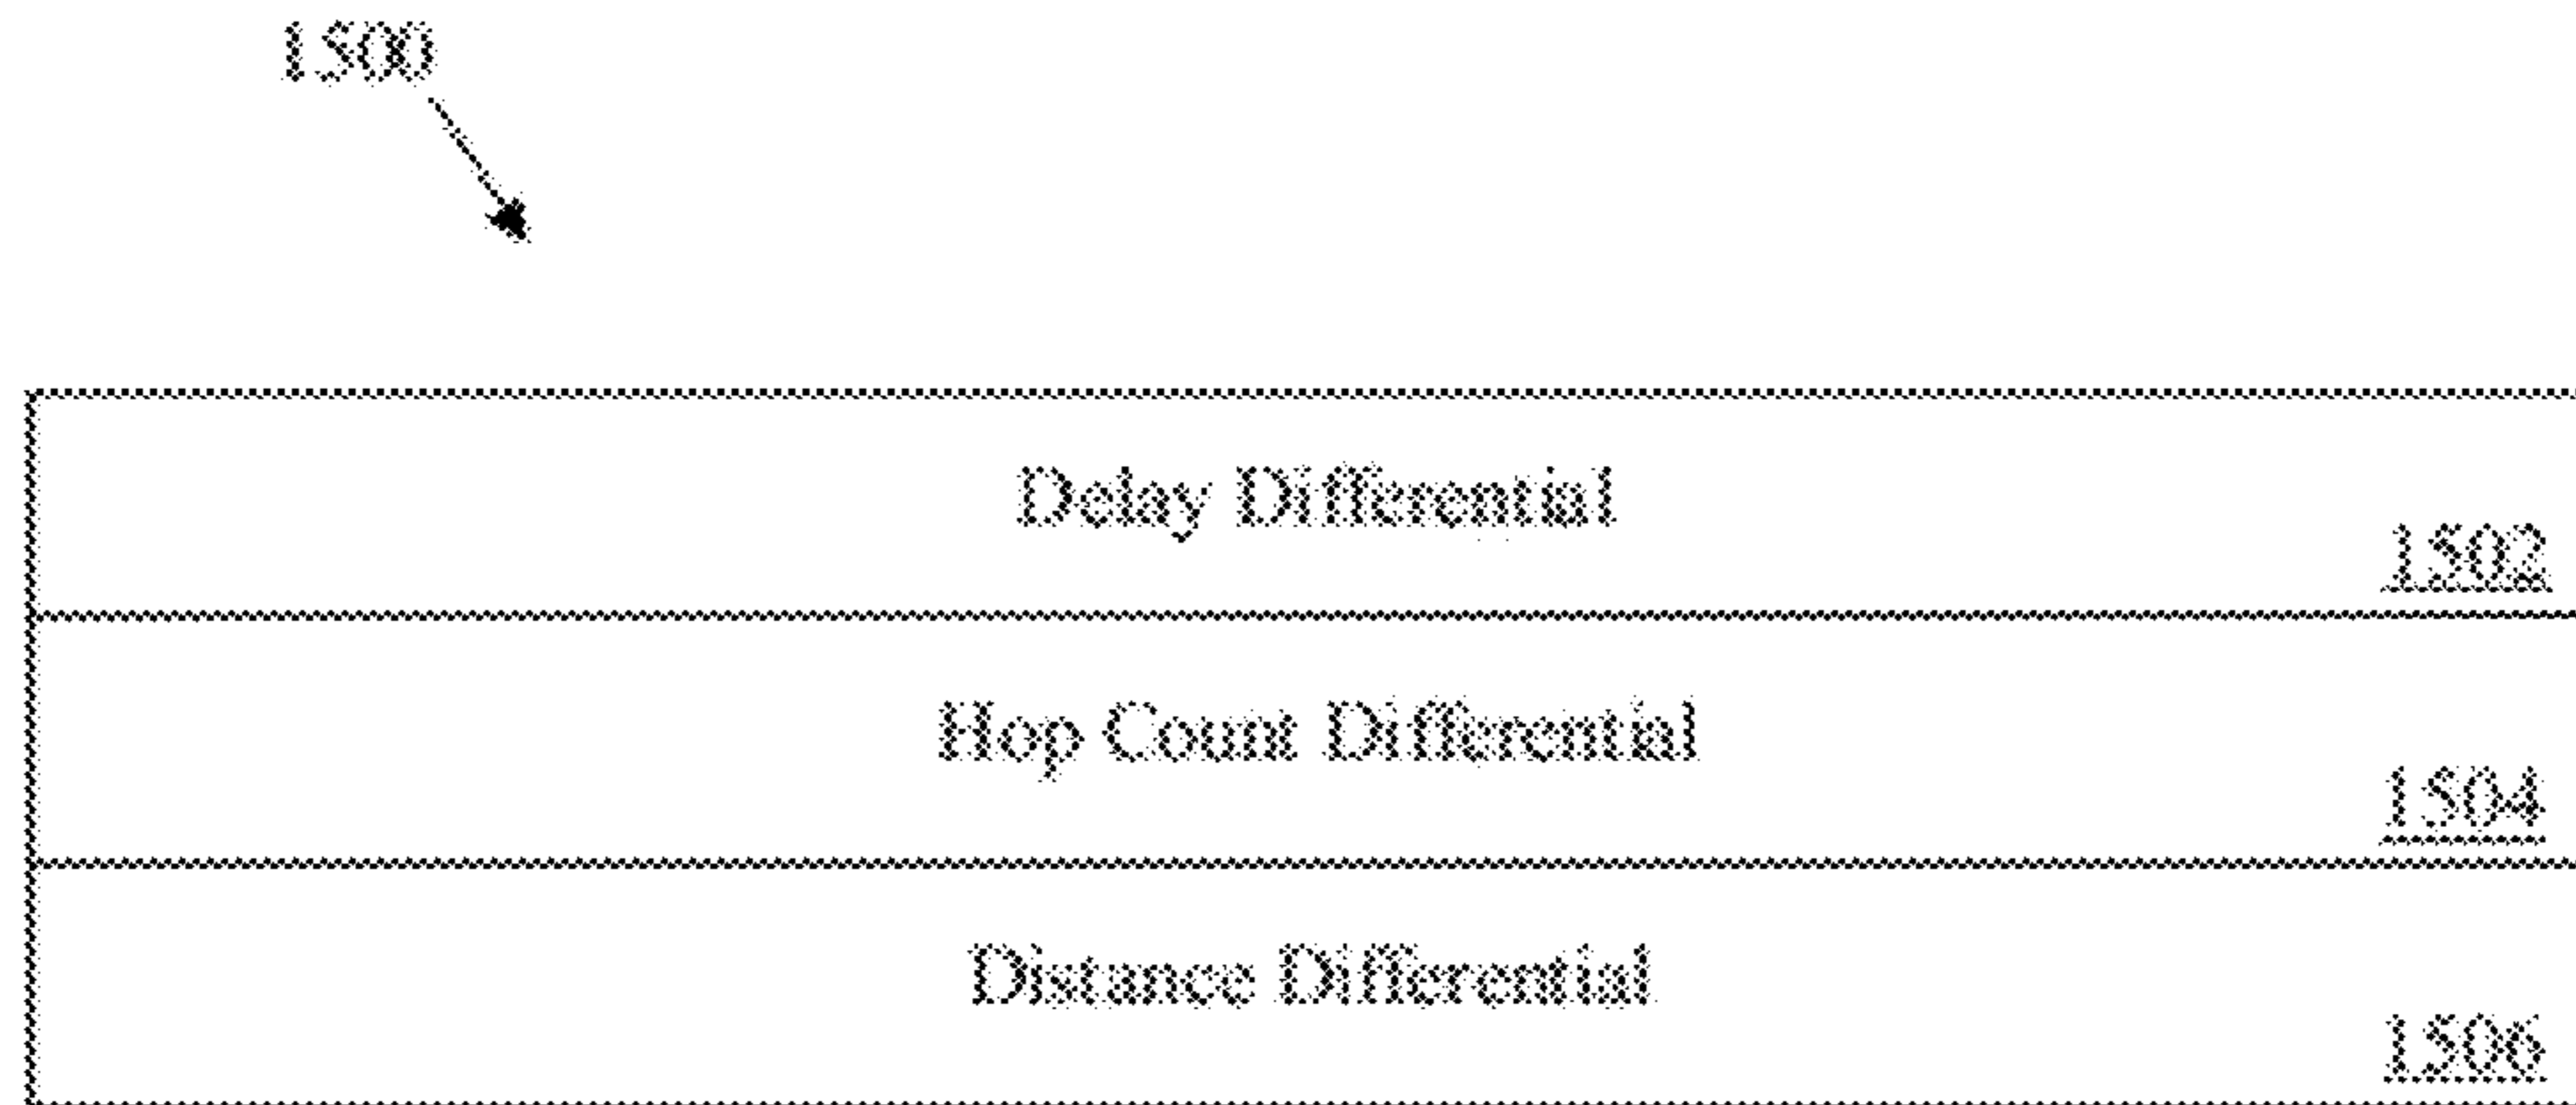 1500
Delay Differential
1502
Hop Count Differential
1504
Distance Differential
1506